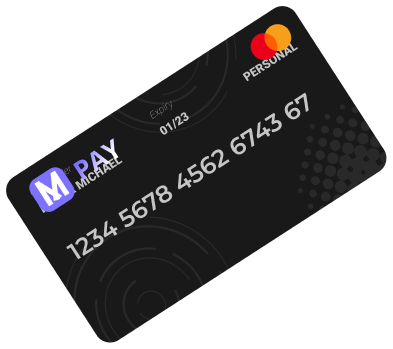 PERSONAL
Expiry
01/23
M PAY
MICHAEL
1234 5678 4562 6743 67